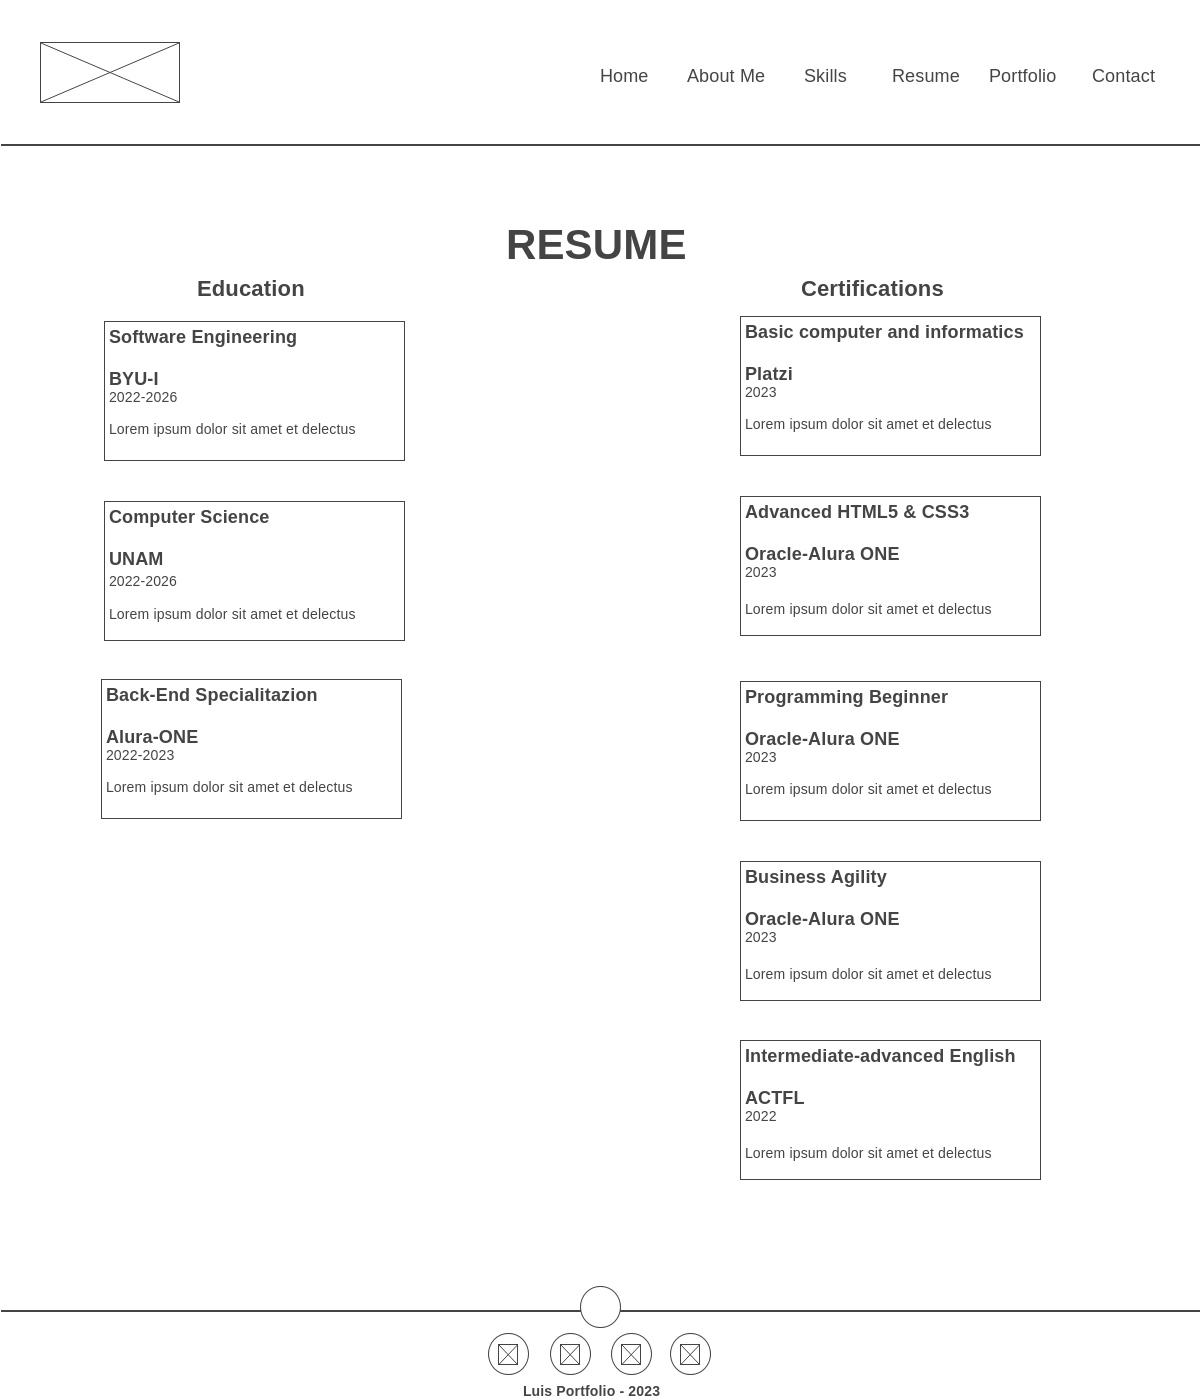 Home About Me Skills Resume Portfolio Contact
RESUME
Education
Software Engineering
BYU-I
2022-2026
Lorem ipsum dolor sit amet et delectus
Computer Science
UNAM
2022-2026
Lorem ipsum dolor sit amet et delectus
Back-End Specialitazion
Alura-ONE
2022-2023
Lorem ipsum dolor sit amet et delectus
Certifications
Basic computer and informatics
Platzi
2023
Lorem ipsum dolor sit amet et delectus
Advanced HTML5 & CSS3
Oracle-Alura ONE
2023
Lorem ipsum dolor sit amet et delectus
Programming Beginner
Oracle-Alura ONE
2023
Lorem ipsum dolor sit amet et delectus
Business Agility
Oracle-Alura ONE
2023
Lorem ipsum dolor sit amet et delectus
Intermediate-advanced English
ACTFL
2022
Lorem ipsum dolor sit amet et delectus
Luis Portfolio - 2023